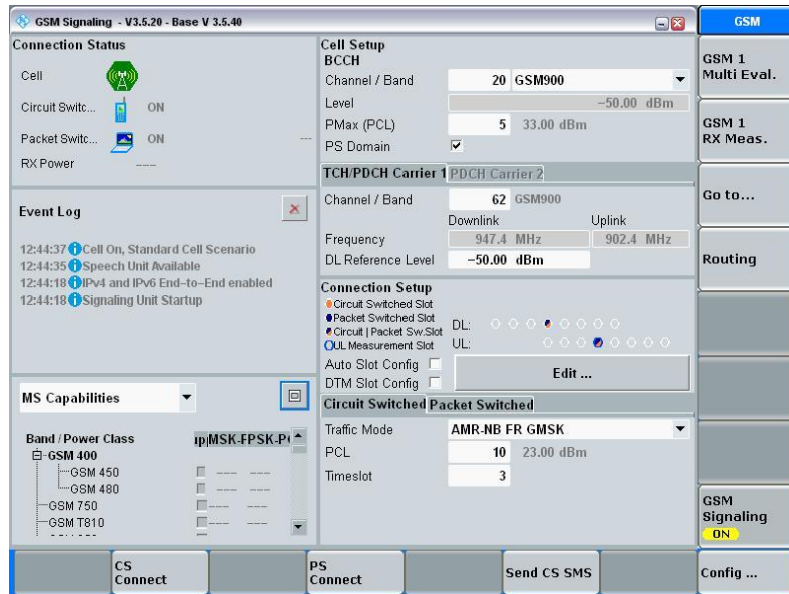 GSM Signaling - V3.5.20 - Base V 3.5.40
GSM
Connection Status
Cell
Circuit Switc... ON
Packet Switc... ON ---
RX Power ---
Event Log
12:44:37 Cell On, Standard Cell Scenario
12:44:35 Speech Unit Available
12:44:18 IPv4 and IPv6 End-to-End enabled
12:44:18 Signaling Unit Startup
MS Capabilities
Band / Power Class MSK-F PSK-P
GSM 400
GSM 450 --- ---
GSM 480 --- ---
GSM 750 --- ---
GSM T810 --- ---
Cell Setup
BCCH
Channel / Band 20 GSM900
Level -50.00 dBm
PMax (PCL) 5 33.00 dBm
PS Domain
TCH/PDCH Carrier 1 PDCH Carrier 2
Channel / Band 62 GSM900
Downlink Uplink
Frequency 947.4 MHz 902.4 MHz
DL Reference Level -50.00 dBm
Connection Setup
Circuit Switched Slot
Packet Switched Slot
Circuit | Packet Sw.Slot
UL Measurement Slot
DL:
UL:
Auto Slot Config
DTM Slot Config
Edit ...
Circuit Switched Packet Switched
Traffic Mode AMR-NB FR GMSK
PCL 10 23.00 dBm
Timeslot 3
GSM 1
Multi Eval.
GSM 1
RX Meas.
Go to...
Routing
GSM
Signaling
ON
CS
Connect
PS
Connect
Send CS SMS
Config ...